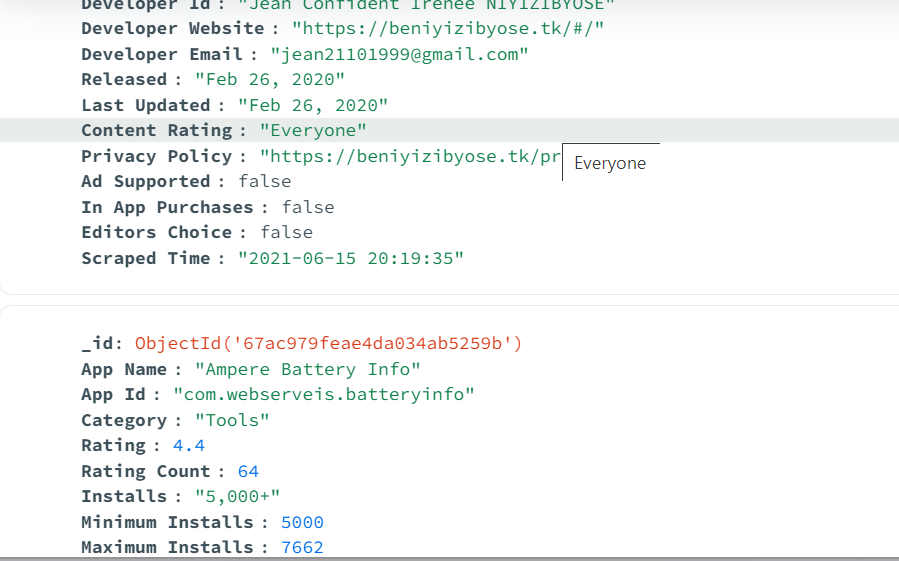 Developer Id : "Jean Confident Irénée NIYIZIBYOSE"
Developer Website : "https://beniyizibyose.tk/#/"
Developer Email : "jean21101999@gmail.com"
Released : "Feb 26, 2020"
Last Updated : "Feb 26, 2020"
Content Rating : "Everyone"
Privacy Policy : "https://beniyizibyose.tk/pr
Everyone
Ad Supported : false
In App Purchases : false
Editors Choice : false
Scraped Time : "2021-06-15 20:19:35"
_id: ObjectId('67ac979feae4da034ab5259b')
App Name : "Ampere Battery Info"
App Id : "com.webserveis.batteryinfo"
Category : "Tools"
Rating : 4.4
Rating Count : 64
Installs : "5,000+"
Minimum Installs : 5000
Maximum Installs : 7662